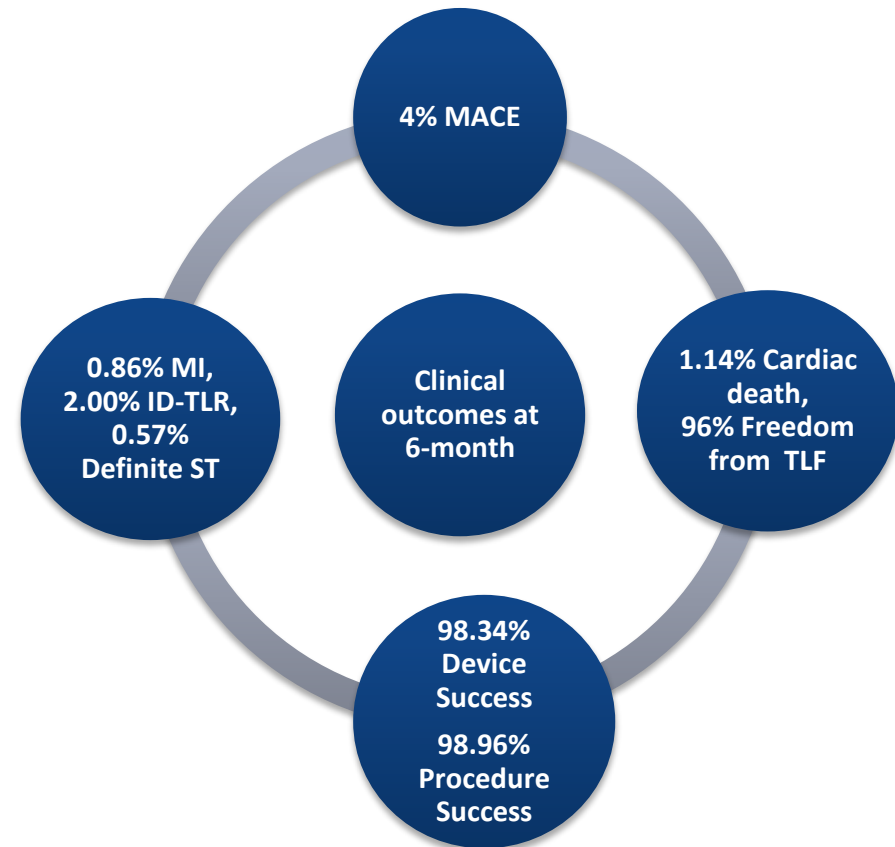 4% MACE
0.86% MI,
2.00% ID-TLR,
0.57%
Definite ST
Clinical
outcomes at
6-month
1.14% Cardiac
death,
96% Freedom
from TLF
98.34%
Device
Success
98.96%
Procedure
Success